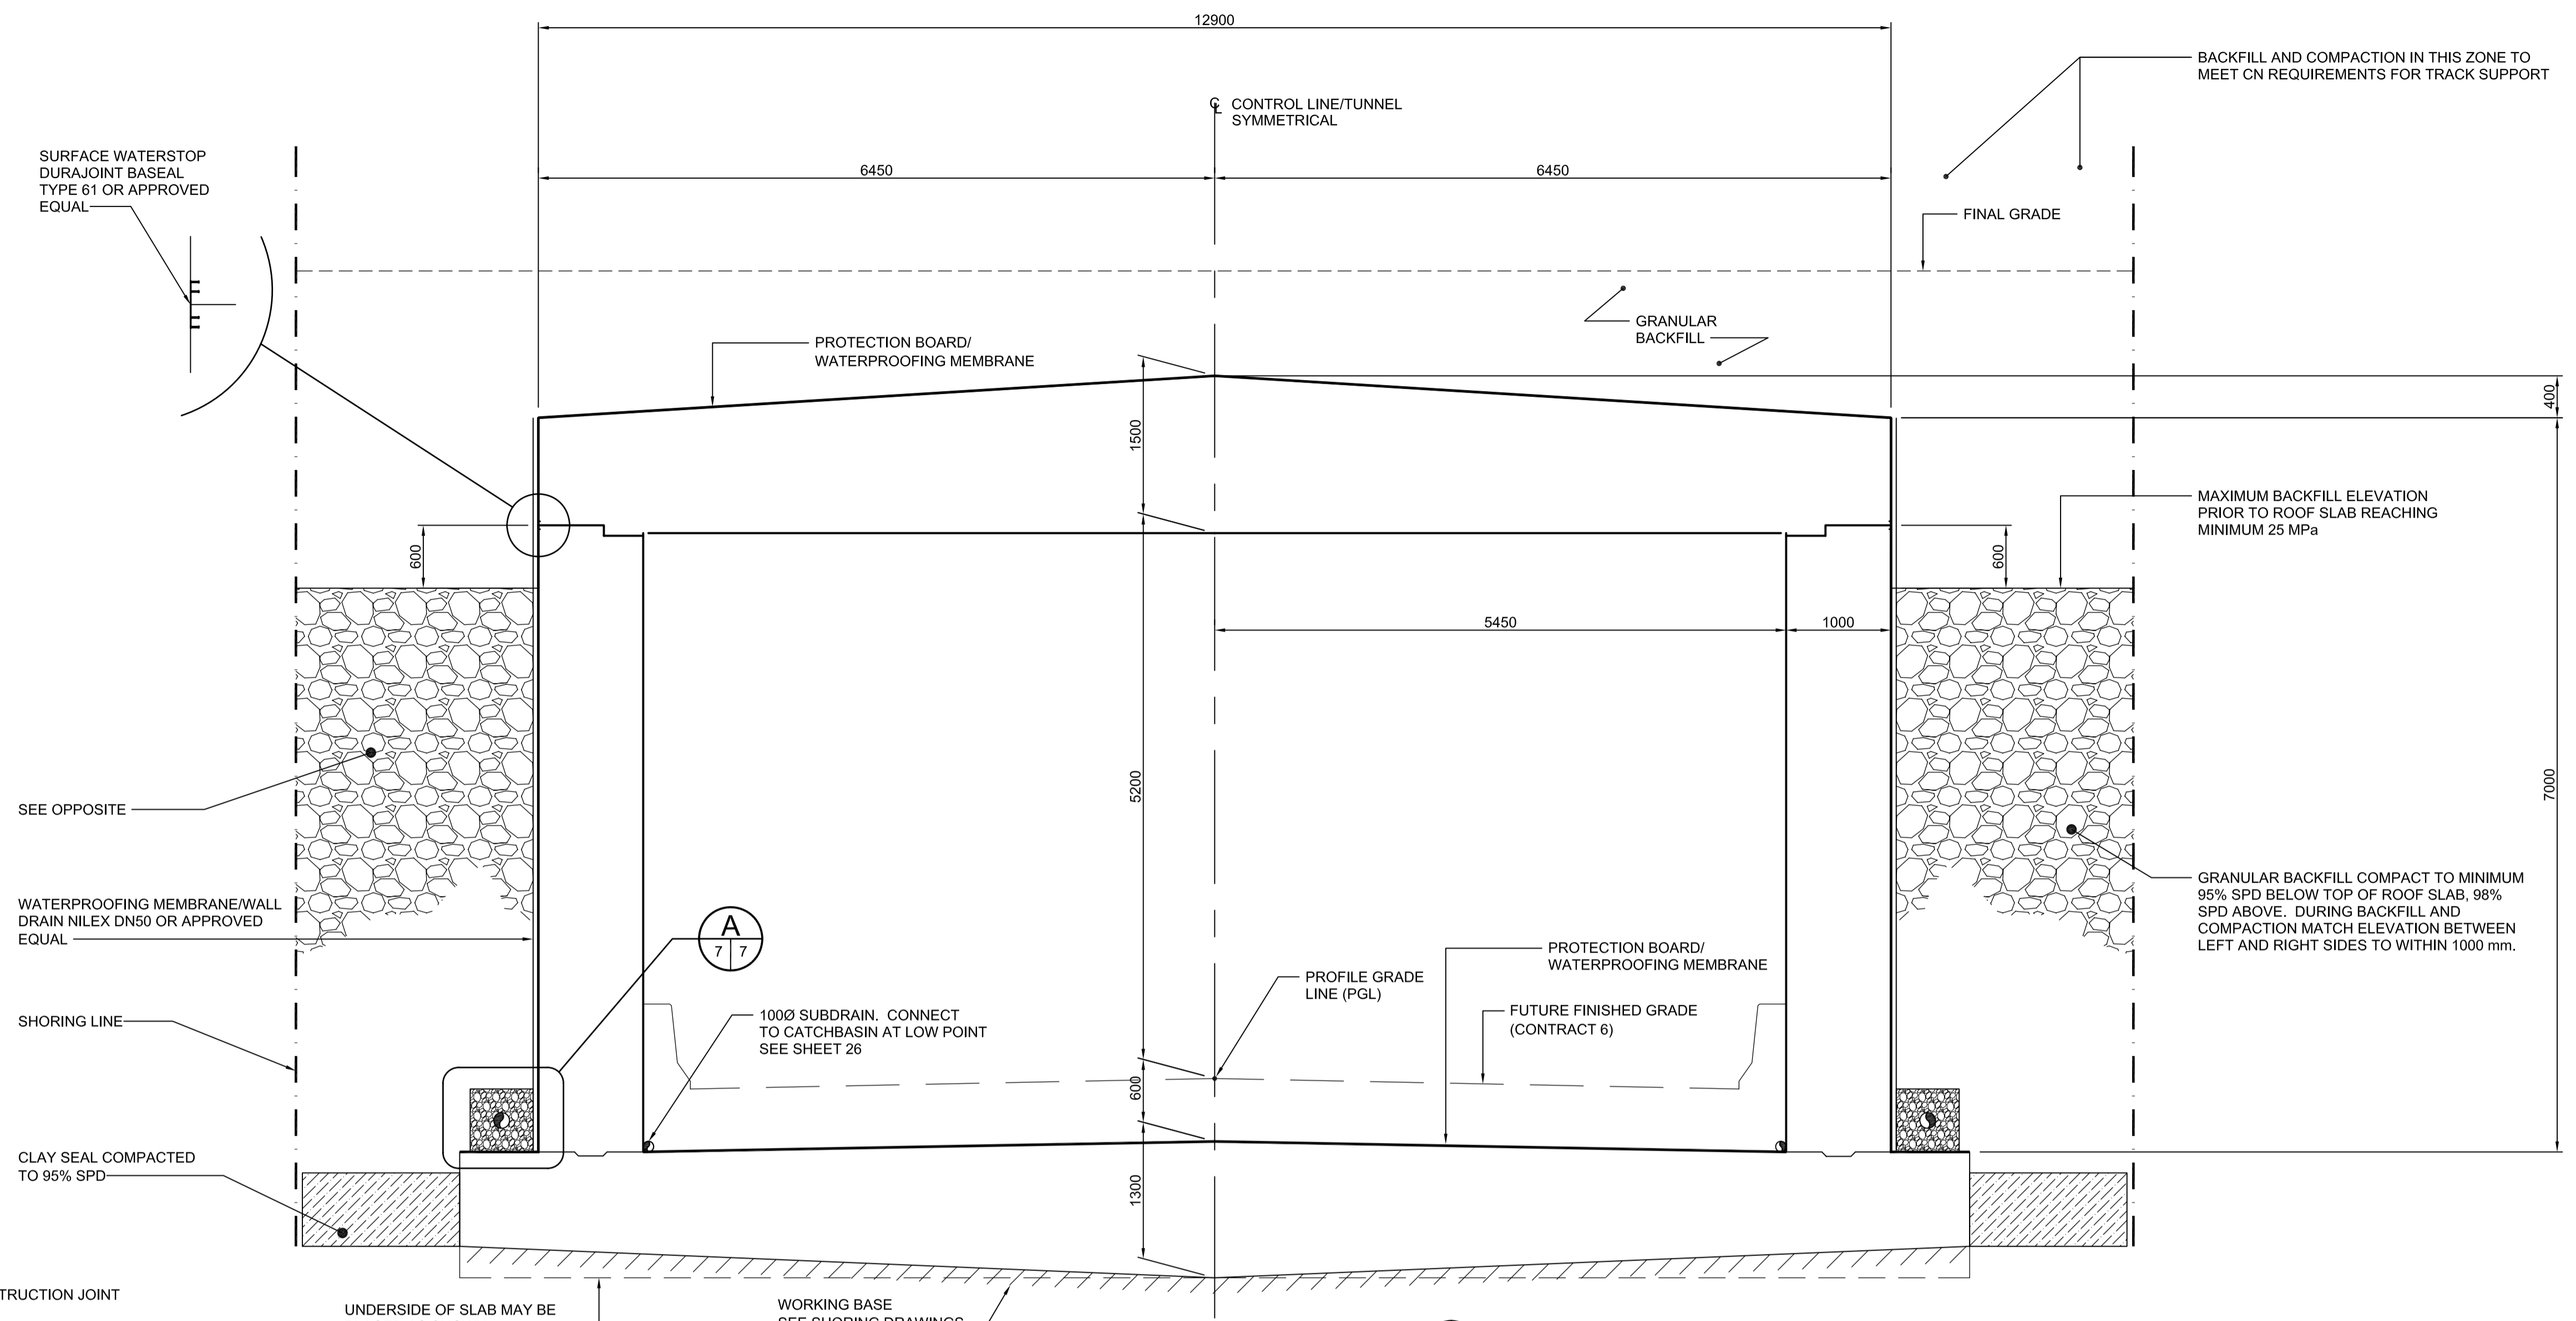 12900
BACKFILL AND COMPACTION IN THIS ZONE TO
MEET CN REQUIREMENTS FOR TRACK SUPPORT
℄ CONTROL LINE/TUNNEL
SYMMETRICAL
SURFACE WATERSTOP
DURAJOINT BASEAL
TYPE 61 OR APPROVED
EQUAL
6450
6450
FINAL GRADE
GRANULAR
BACKFILL
PROTECTION BOARD/
WATERPROOFING MEMBRANE
400
1500
MAXIMUM BACKFILL ELEVATION
PRIOR TO ROOF SLAB REACHING
MINIMUM 25 MPa
600
600
5450
1000
5200
7000
SEE OPPOSITE
GRANULAR BACKFILL COMPACT TO MINIMUM
95% SPD BELOW TOP OF ROOF SLAB, 98%
SPD ABOVE. DURING BACKFILL AND
COMPACTION MATCH ELEVATION BETWEEN
LEFT AND RIGHT SIDES TO WITHIN 1000 mm.
WATERPROOFING MEMBRANE/WALL
DRAIN NILEX DN50 OR APPROVED
EQUAL
A
7 7
PROTECTION BOARD/
WATERPROOFING MEMBRANE
PROFILE GRADE
LINE (PGL)
100Ø SUBDRAIN. CONNECT
TO CATCHBASIN AT LOW POINT
SEE SHEET 26
FUTURE FINISHED GRADE
(CONTRACT 6)
SHORING LINE
600
CLAY SEAL COMPACTED
TO 95% SPD
1300
TRUCTION JOINT
UNDERSIDE OF SLAB MAY BE
WORKING BASE
SEE SHORING DRAWINGS